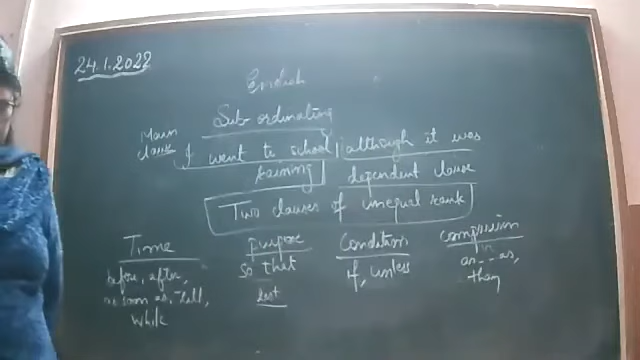 24.1.2022
English
Sub-ordinating
Main clause
I went to school | although it was
raining | dependent clause
Two clauses of unequal rank
Time
before, after,
as soon as, till,
while
purpose
so that
lest
Condition
if, unless
as - - as,
than